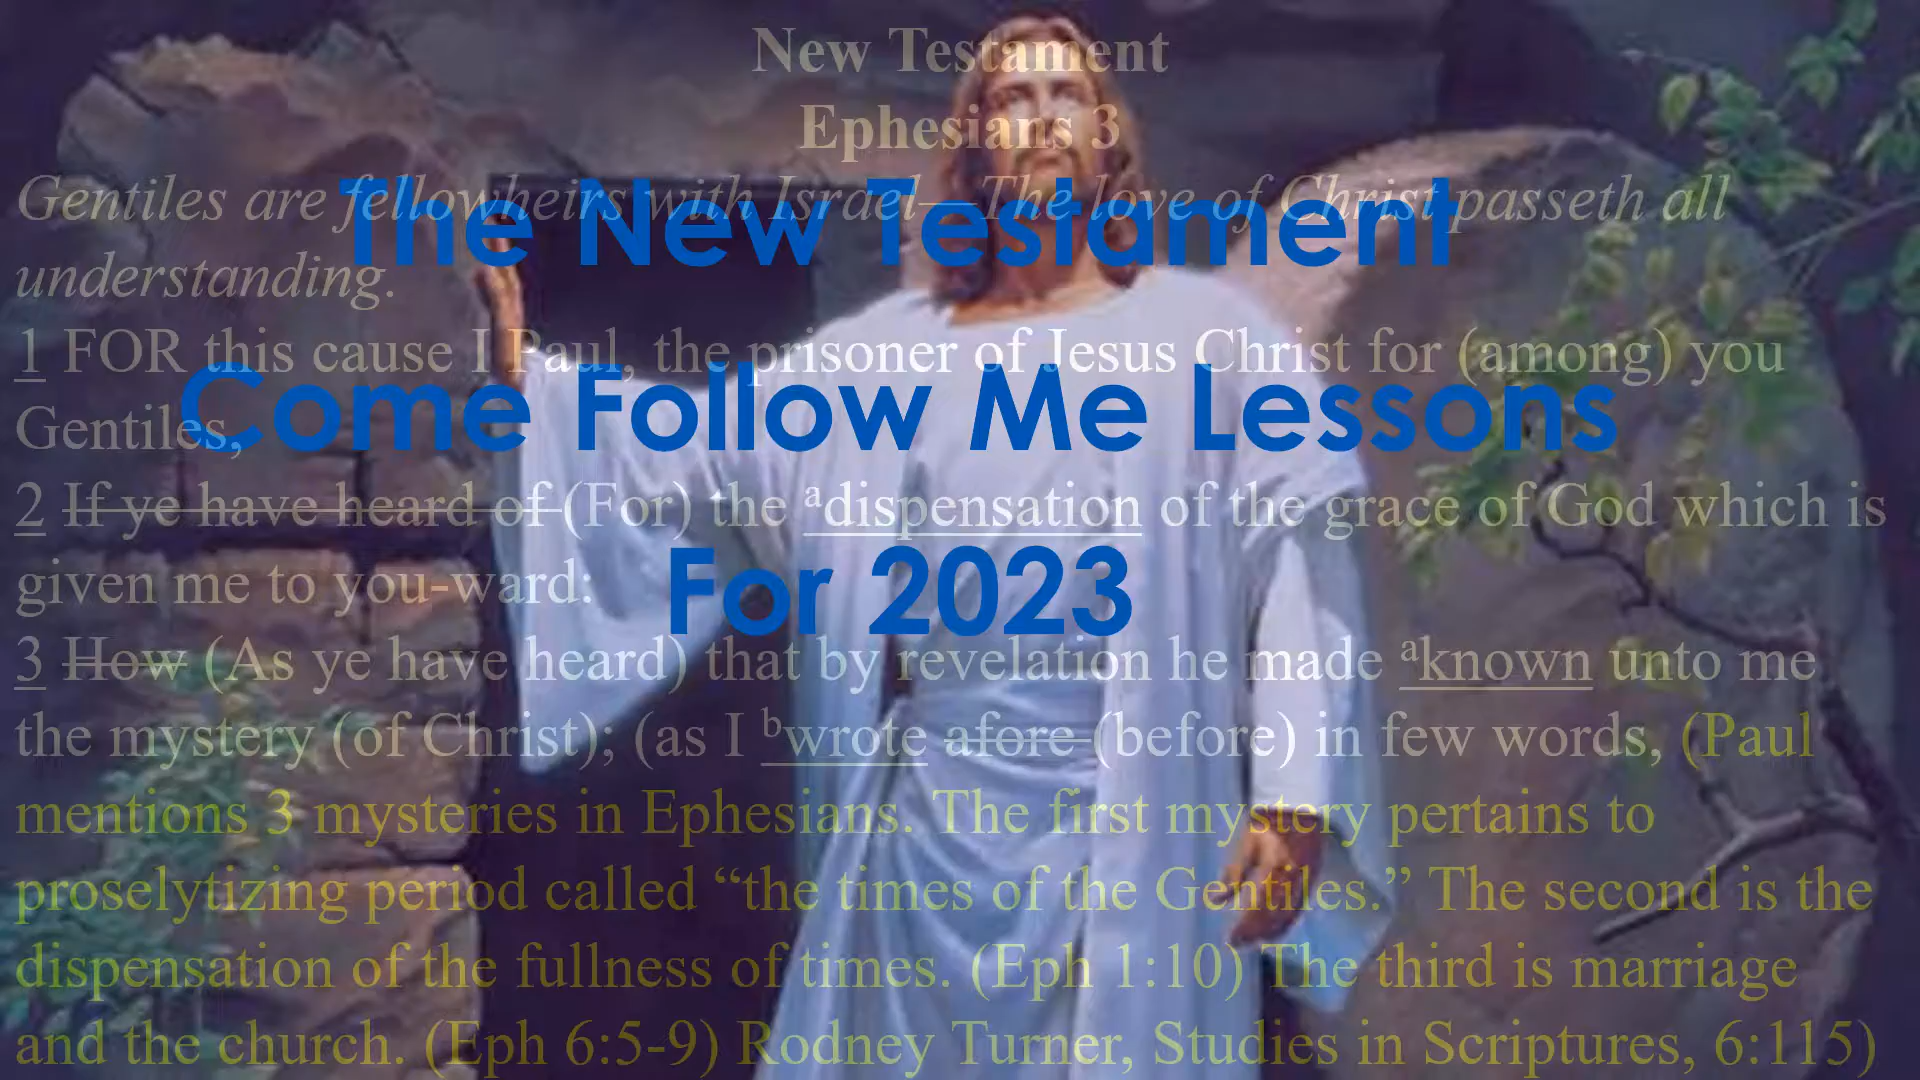 New Testament
Ephesians 3
Gentiles are fellowheirs with Israel—The love of Christ passeth all
understanding.
1 FOR this cause I Paul, the prisoner of Jesus Christ for (among) you
Gentiles,
2 If ye have heard of (For) the adispensation of the grace of God which is
given me to you-ward:
3 How (As ye have heard) that by revelation he made aknown unto me
the mystery (of Christ); (as I bwrote afore (before) in few words, (Paul
mentions 3 mysteries in Ephesians. The first mystery pertains to
proselytizing period called “the times of the Gentiles.” The second is the
dispensation of the fullness of times. (Eph 1:10) The third is marriage
and the church. (Eph 6:5-9) Rodney Turner, Studies in Scriptures, 6:115)
The New Testament
Come Follow Me Lessons
For 2023